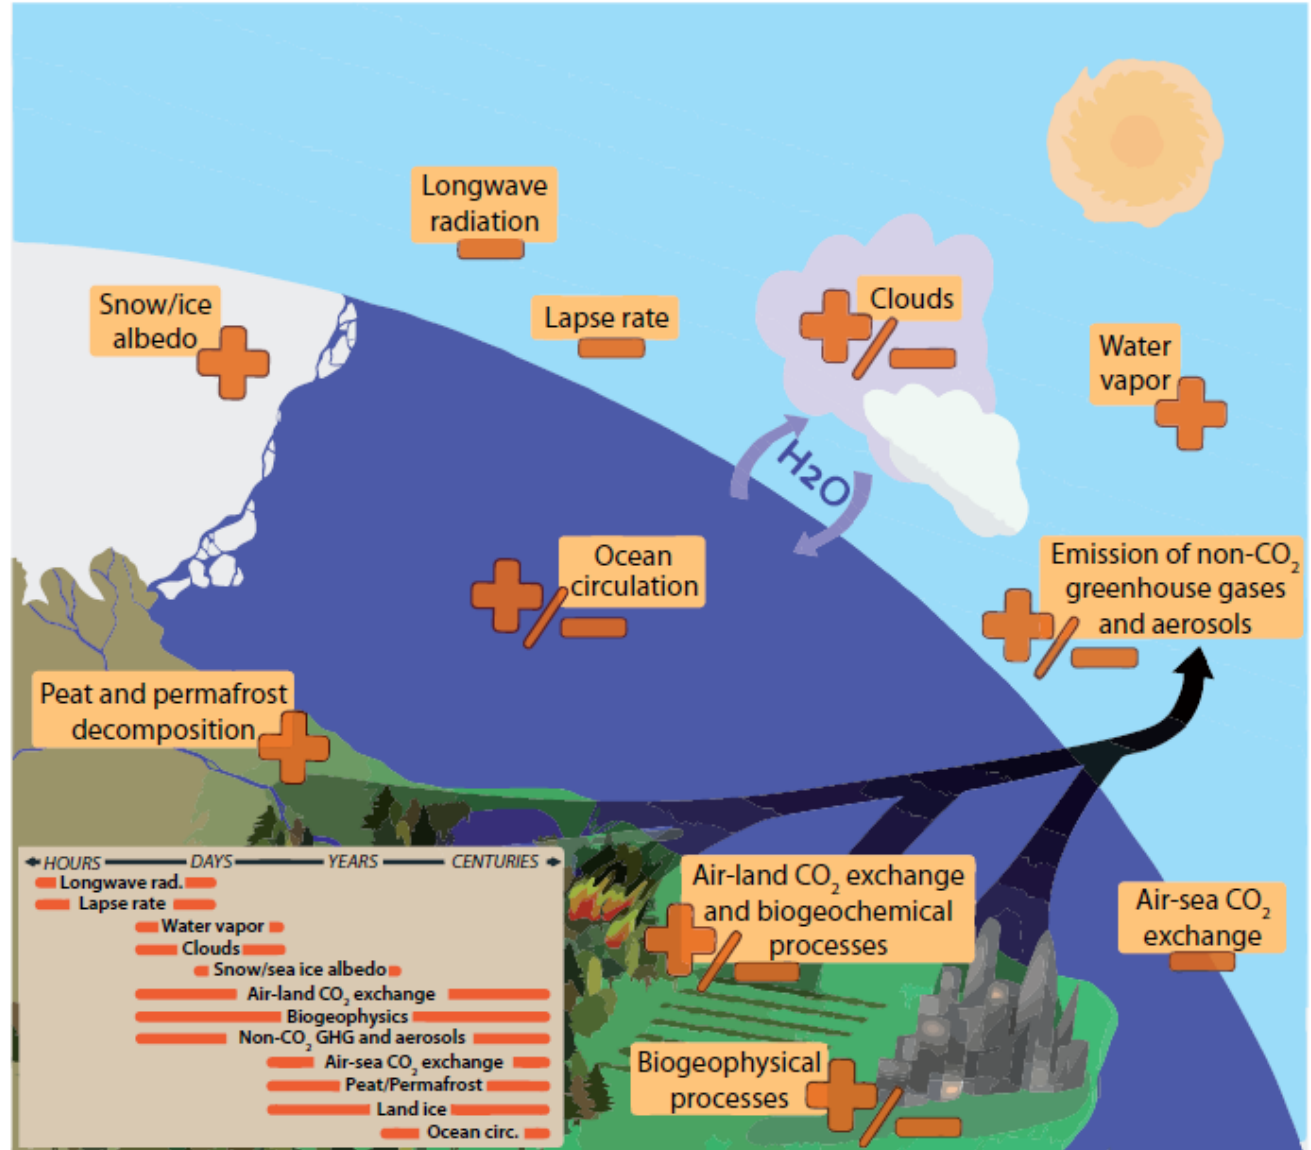 Longwave
radiation
Snow/ice
albedo
Lapse rate
Clouds
Water
vapor
H2O
Ocean
circulation
Emission of non-CO₂
greenhouse gases
and aerosols
Peat and permafrost
decomposition
Air-land CO₂ exchange
and biogeochemical
processes
Air-sea CO₂
exchange
Biogeophysical
processes
HOURS DAYS YEARS CENTURIES
Longwave rad.
Lapse rate
Water vapor
Clouds
Snow/sea ice albedo
Air-land CO₂ exchange
Biogeophysics
Non-CO₂ GHG and aerosols
Air-sea CO₂ exchange
Peat/Permafrost
Land ice
Ocean circ.